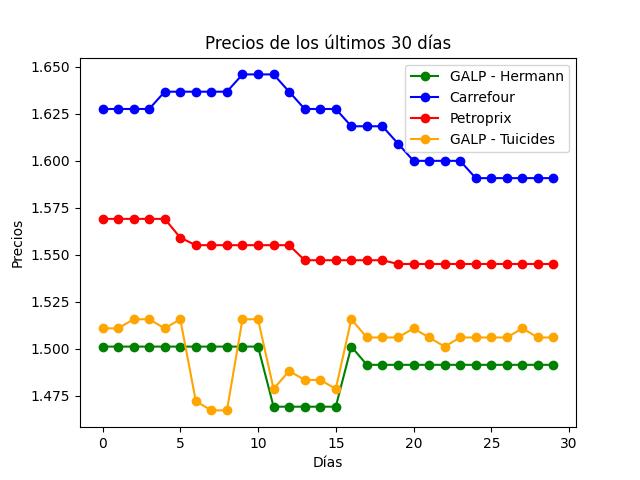 Precios de los últimos 30 días
GALP - Hermann
Carrefour
Petroprix
GALP - Tuicides
Precios
1.650
1.625
1.600
1.575
1.550
1.525
1.500
1.475
0 5 10 15 20 25 30
Días